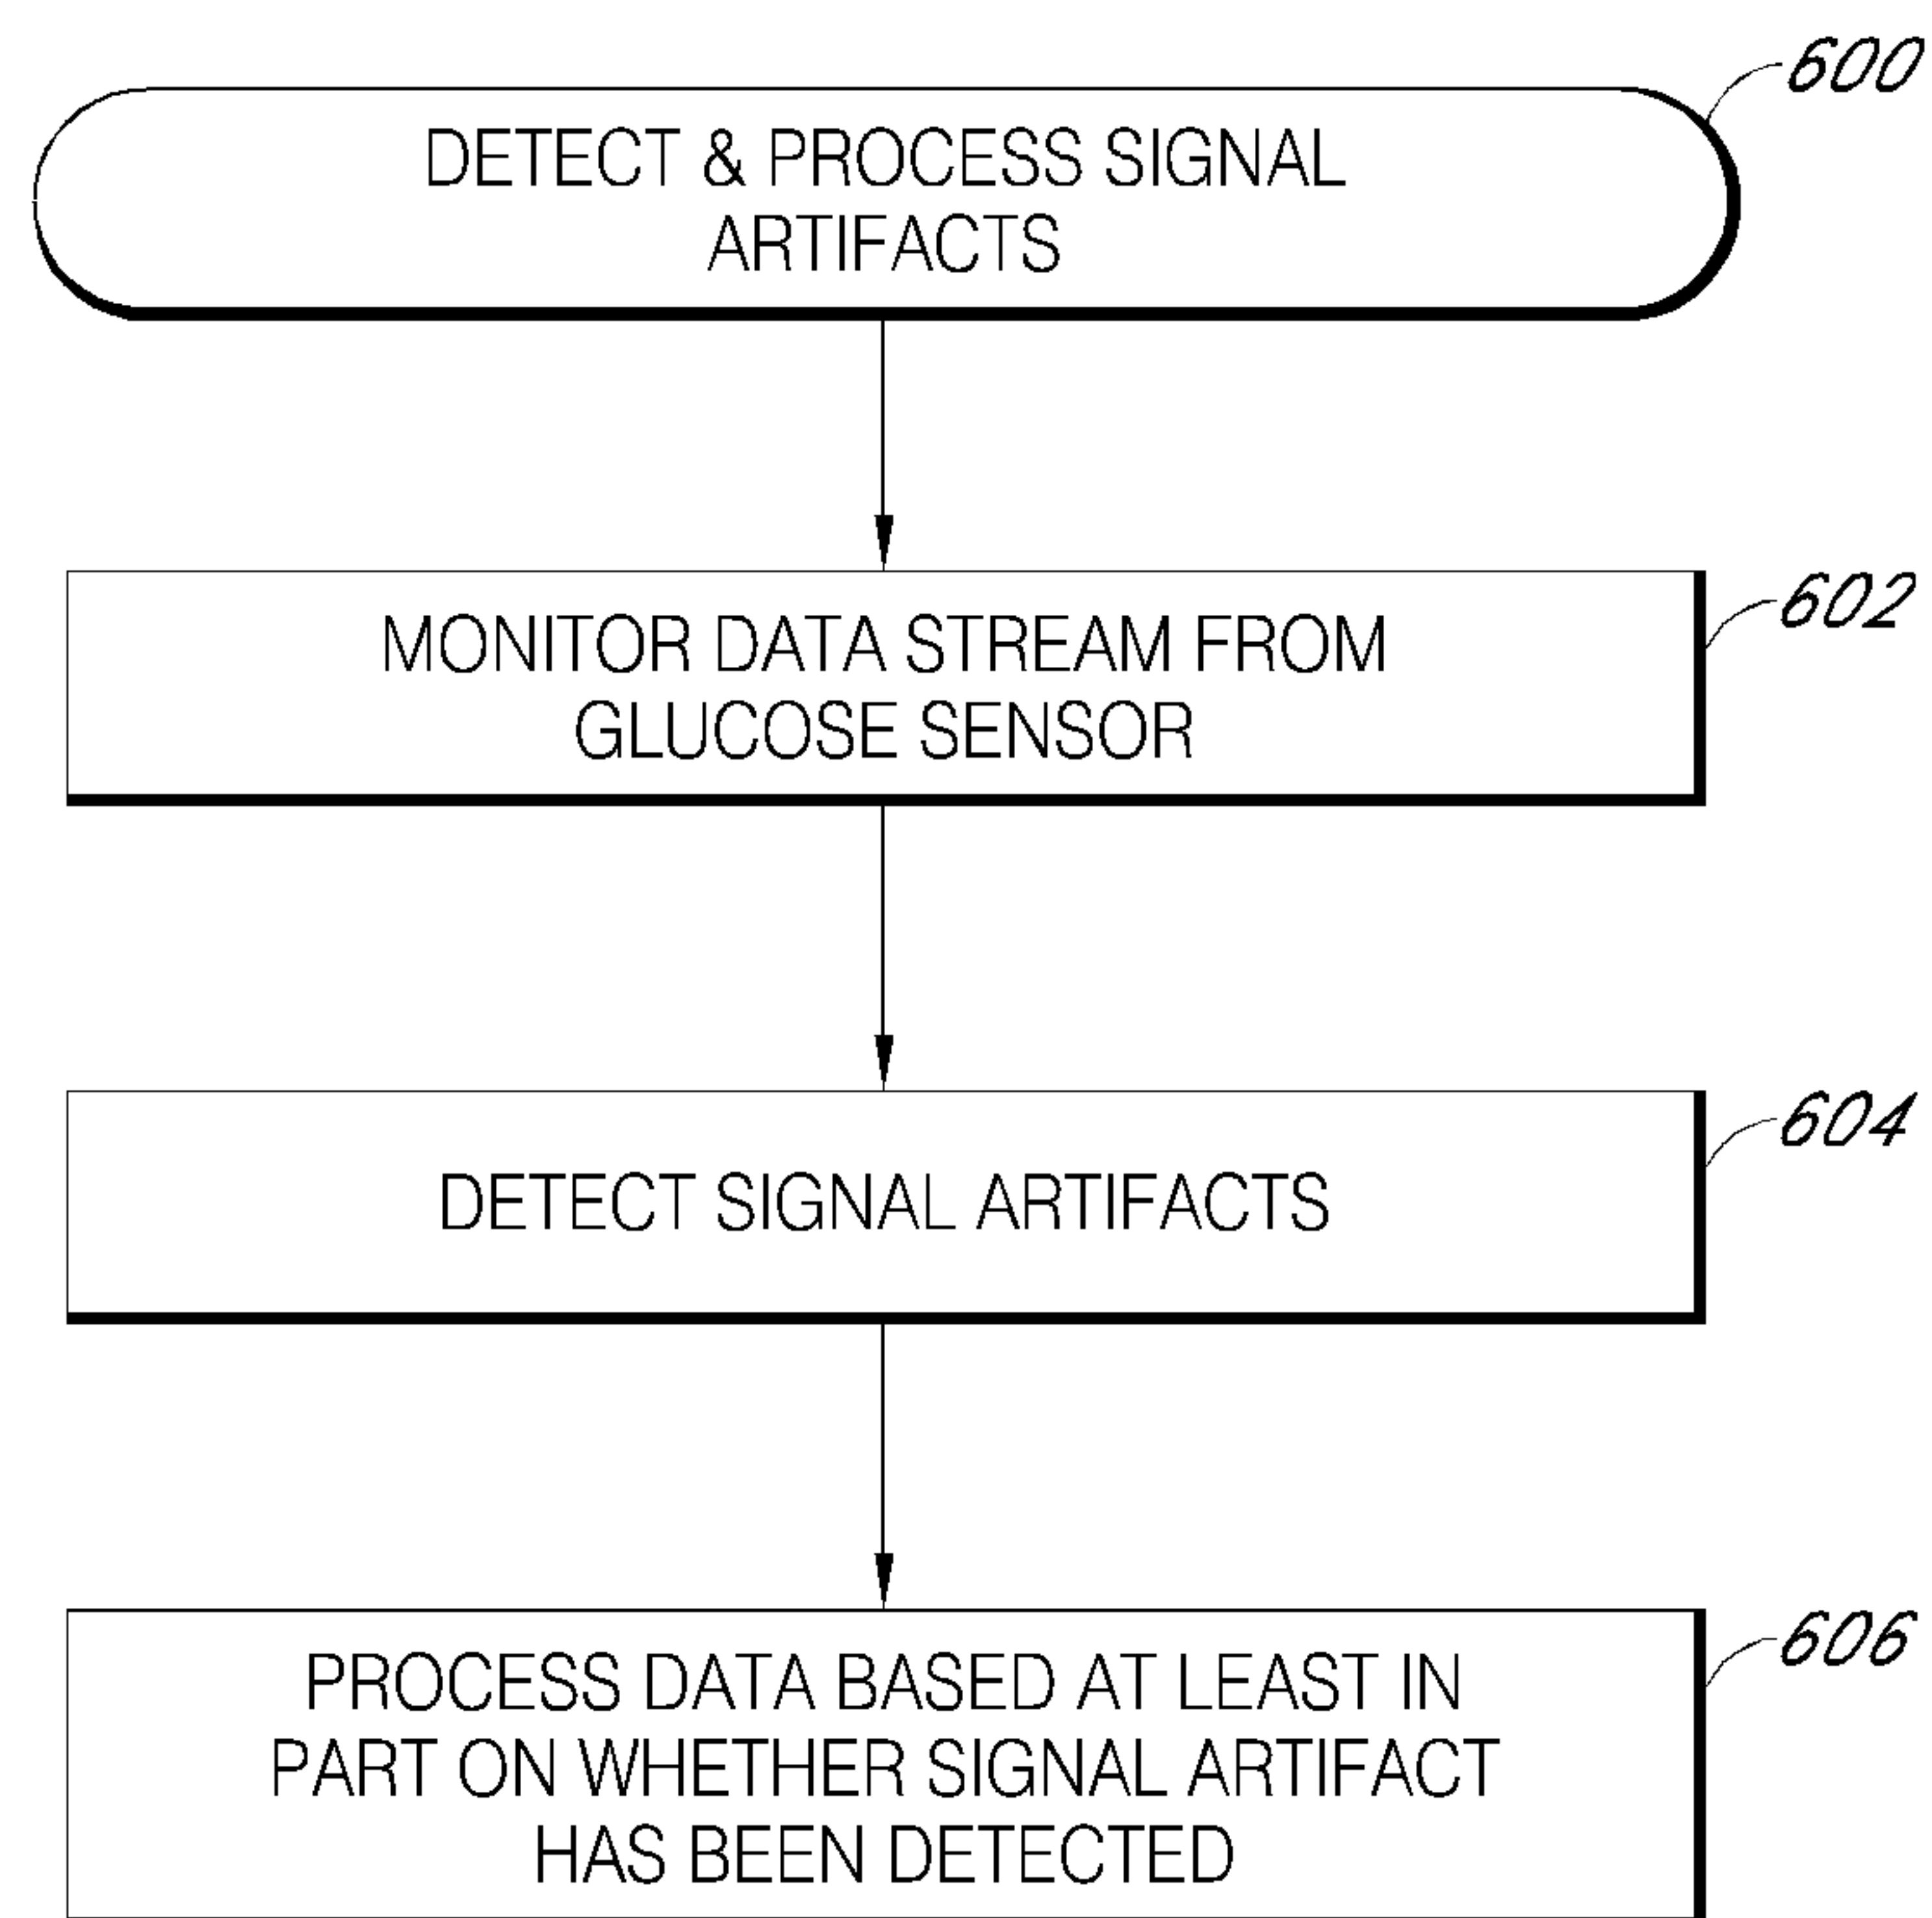 600
DETECT & PROCESS SIGNAL
ARTIFACTS
602
MONITOR DATA STREAM FROM
GLUCOSE SENSOR
604
DETECT SIGNAL ARTIFACTS
606
PROCESS DATA BASED AT LEAST IN
PART ON WHETHER SIGNAL ARTIFACT
HAS BEEN DETECTED